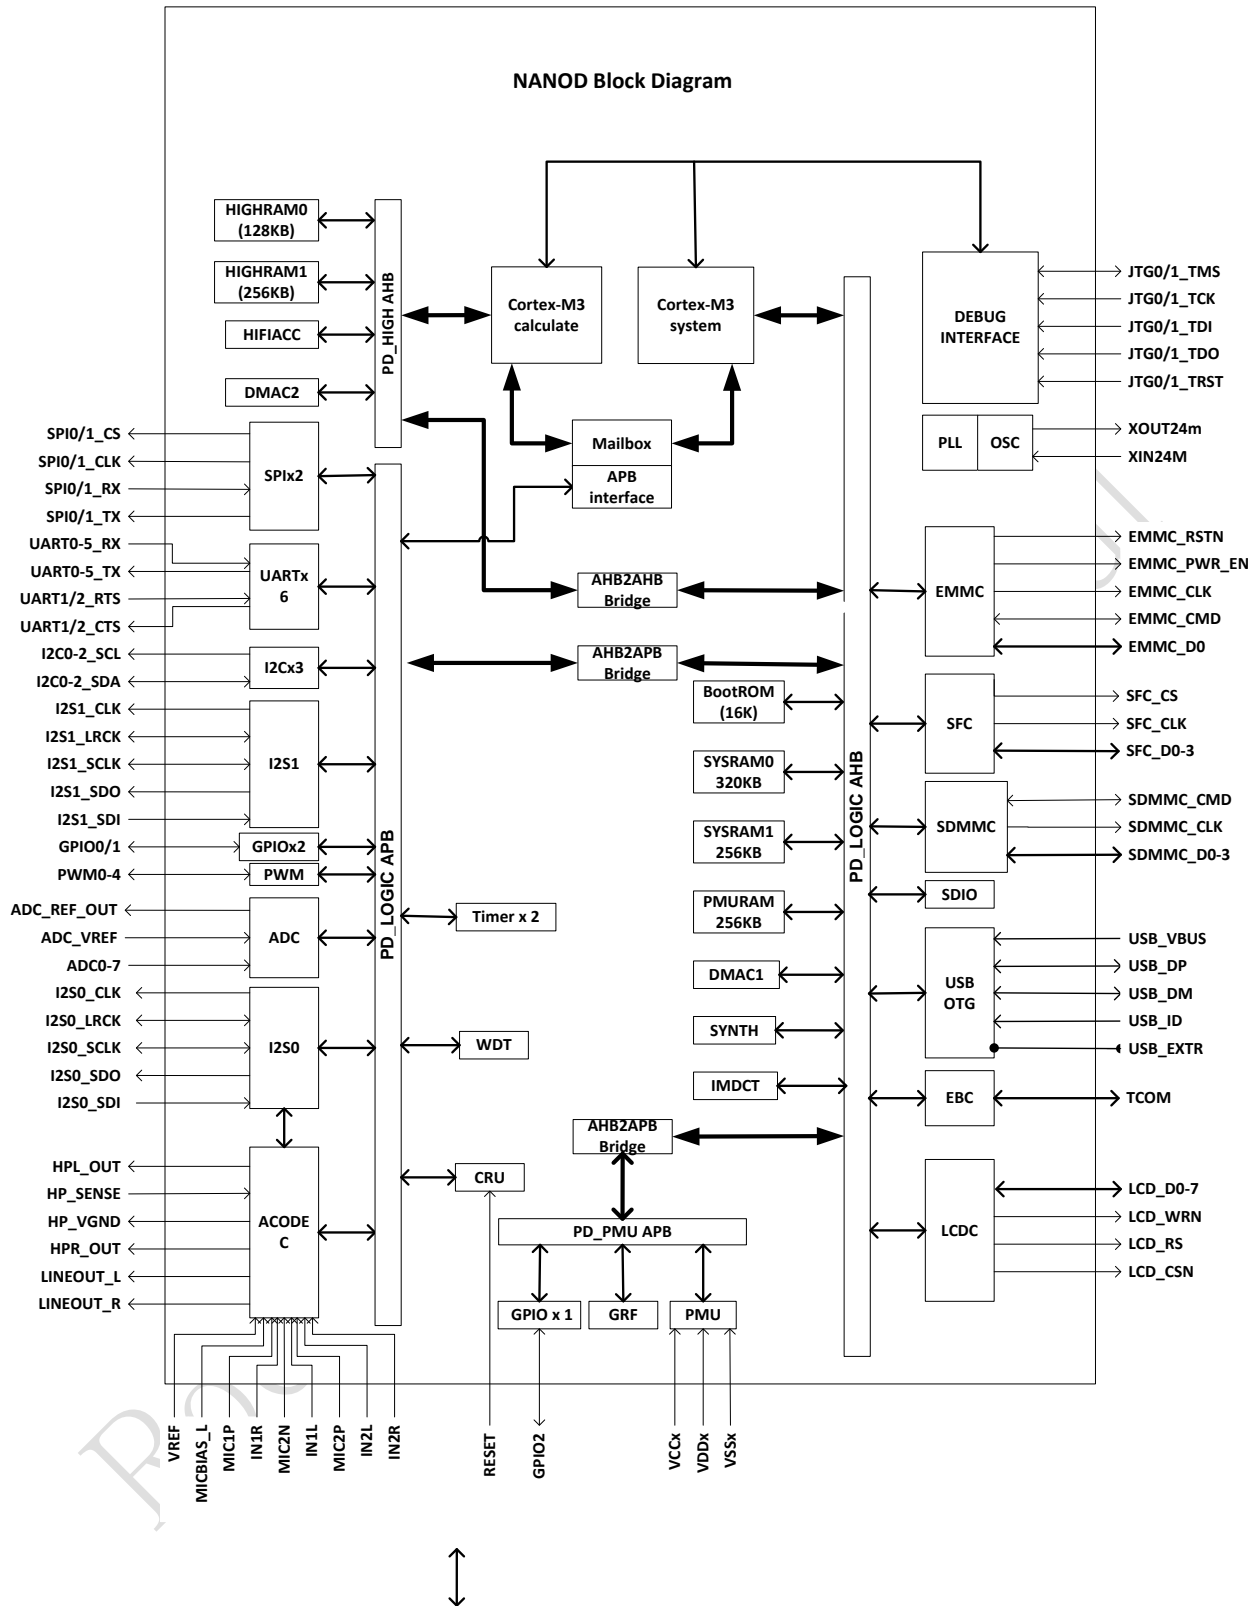 NANOD Block Diagram
HIGHRAM0
(128KB)
HIGHRAM1
(256KB)
HIFIACC
DMAC2
PD_HIGH AHB
Cortex-M3
calculate
Cortex-M3
system
Mailbox
APB
interface
DEBUG
INTERFACE
JTG0/1_TMS
JTG0/1_TCK
JTG0/1_TDI
JTG0/1_TDO
JTG0/1_TRST
PLL
OSC
XOUT24m
XIN24M
SPI0/1_CS
SPI0/1_CLK
SPI0/1_RX
SPI0/1_TX
SPIx2
UART0-5_RX
UART0-5_TX
UART1/2_RTS
UART1/2_CTS
UARTx
6
I2C0-2_SCL
I2C0-2_SDA
I2Cx3
I2S1_CLK
I2S1_LRCK
I2S1_SCLK
I2S1_SDO
I2S1_SDI
I2S1
GPIO0/1
GPIOx2
PWM0-4
PWM
ADC_REF_OUT
ADC_VREF
ADC0-7
ADC
I2S0_CLK
I2S0_LRCK
I2S0_SCLK
I2S0_SDO
I2S0_SDI
I2S0
HPL_OUT
HP_SENSE
HP_VGND
HPR_OUT
LINEOUT_L
LINEOUT_R
ACODE
C
PD_LOGIC APB
AHB2AHB
Bridge
AHB2APB
Bridge
BootROM
(16K)
SYSRAM0
320KB
SYSRAM1
256KB
PMURAM
256KB
DMAC1
SYNTH
IMDCT
Timer x 2
WDT
CRU
AHB2APB
Bridge
PD_PMU APB
GPIO x 1
GRF
PMU
PD_LOGIC AHB
EMMC
EMMC_RSTN
EMMC_PWR_EN
EMMC_CLK
EMMC_CMD
EMMC_D0
SFC
SFC_CS
SFC_CLK
SFC_D0-3
SDMMC
SDMMC_CMD
SDMMC_CLK
SDMMC_D0-3
SDIO
USB
OTG
USB_VBUS
USB_DP
USB_DM
USB_ID
USB_EXTR
EBC
TCOM
LCDC
LCD_D0-7
LCD_WRN
LCD_RS
LCD_CSN
VREF
MICBIAS_L
MIC1P
IN1R
MIC2N
IN1L
MIC2P
IN2L
IN2R
RESET
GPIO2
VCCx
VDDx
VSSx